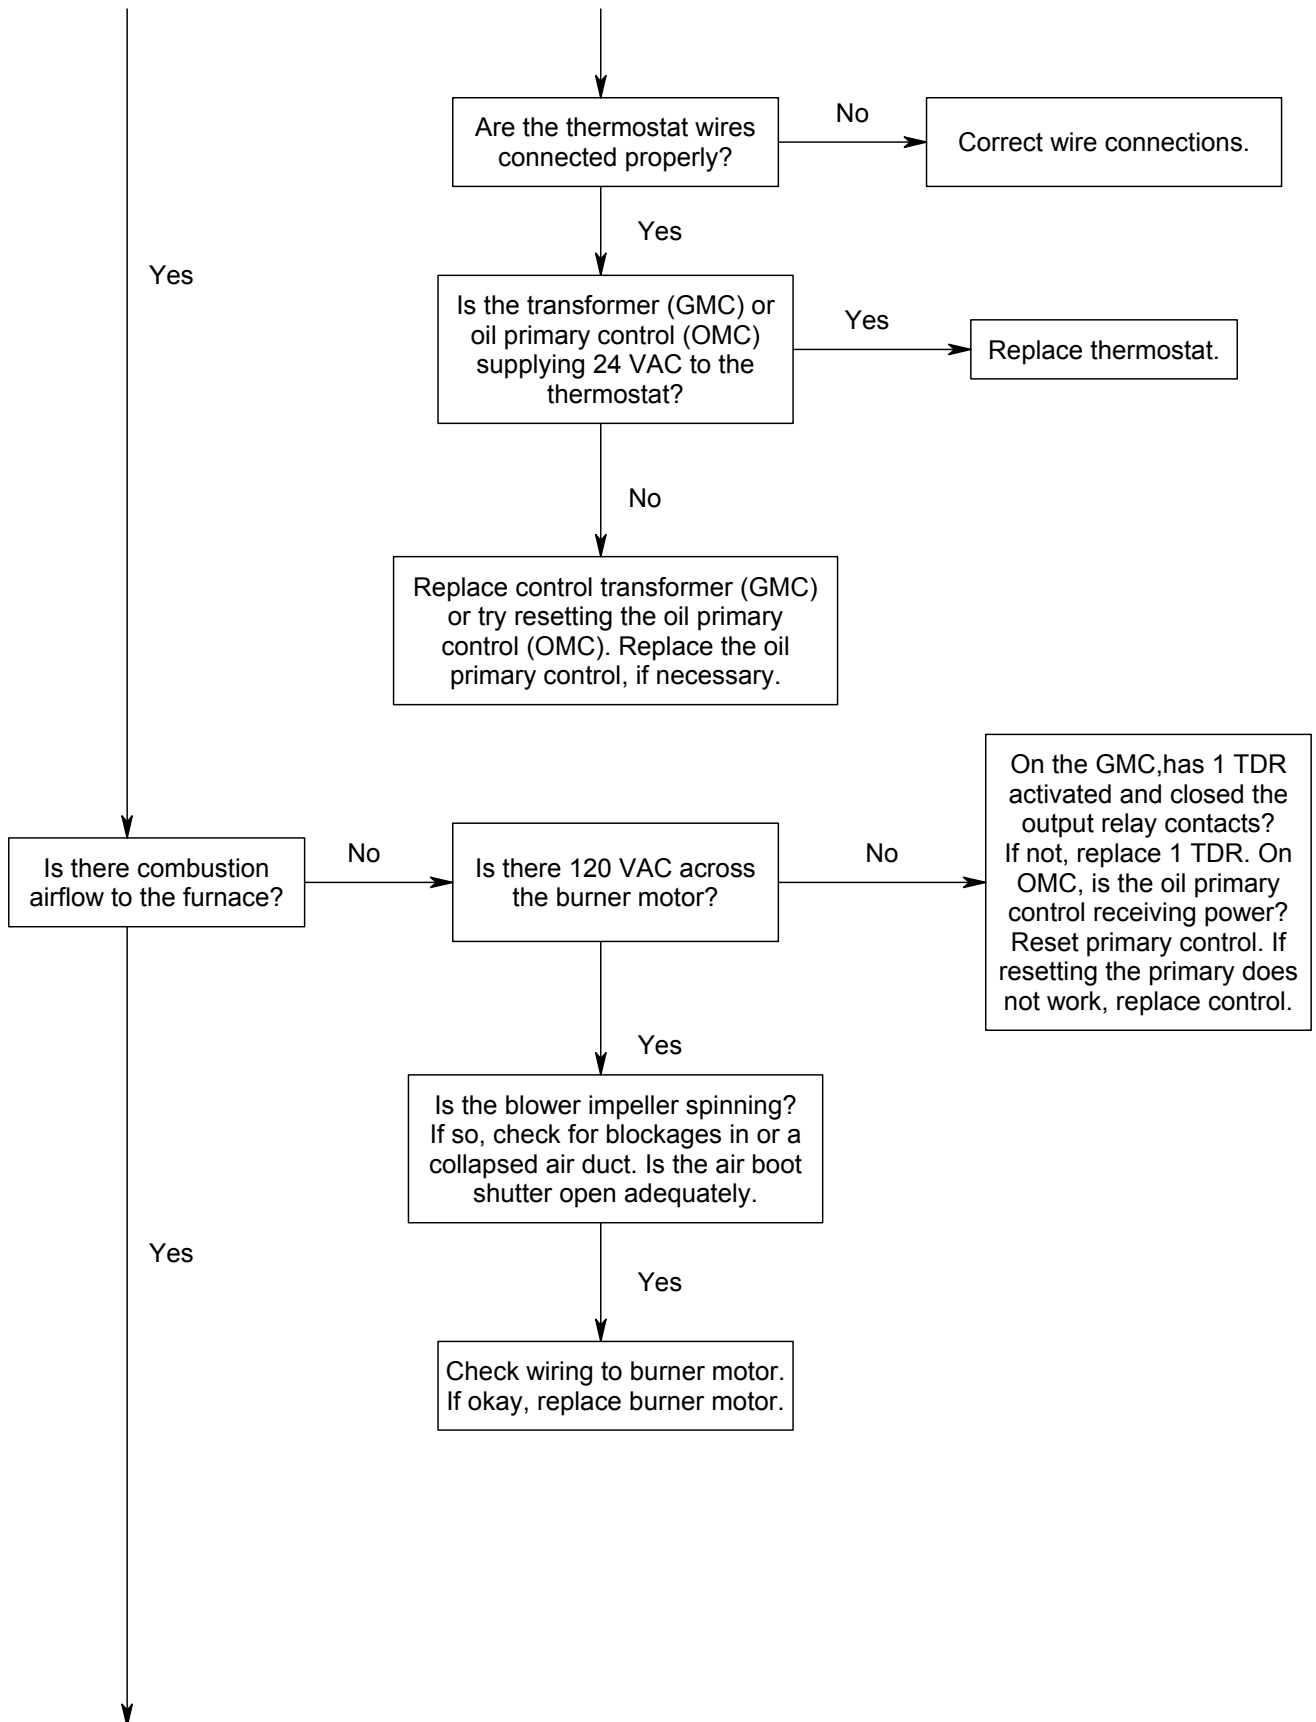 Are the thermostat wires
connected properly?
No
Correct wire connections.
Yes
Yes
Is the transformer (GMC) or
oil primary control (OMC)
supplying 24 VAC to the
thermostat?
Yes
Replace thermostat.
No
Replace control transformer (GMC)
or try resetting the oil primary
control (OMC). Replace the oil
primary control, if necessary.
Is there combustion
airflow to the furnace?
No
Is there 120 VAC across
the burner motor?
No
On the GMC,has 1 TDR
activated and closed the
output relay contacts?
If not, replace 1 TDR. On
OMC, is the oil primary
control receiving power?
Reset primary control. If
resetting the primary does
not work, replace control.
Yes
Is the blower impeller spinning?
If so, check for blockages in or a
collapsed air duct. Is the air boot
shutter open adequately.
Yes
Yes
Check wiring to burner motor.
If okay, replace burner motor.